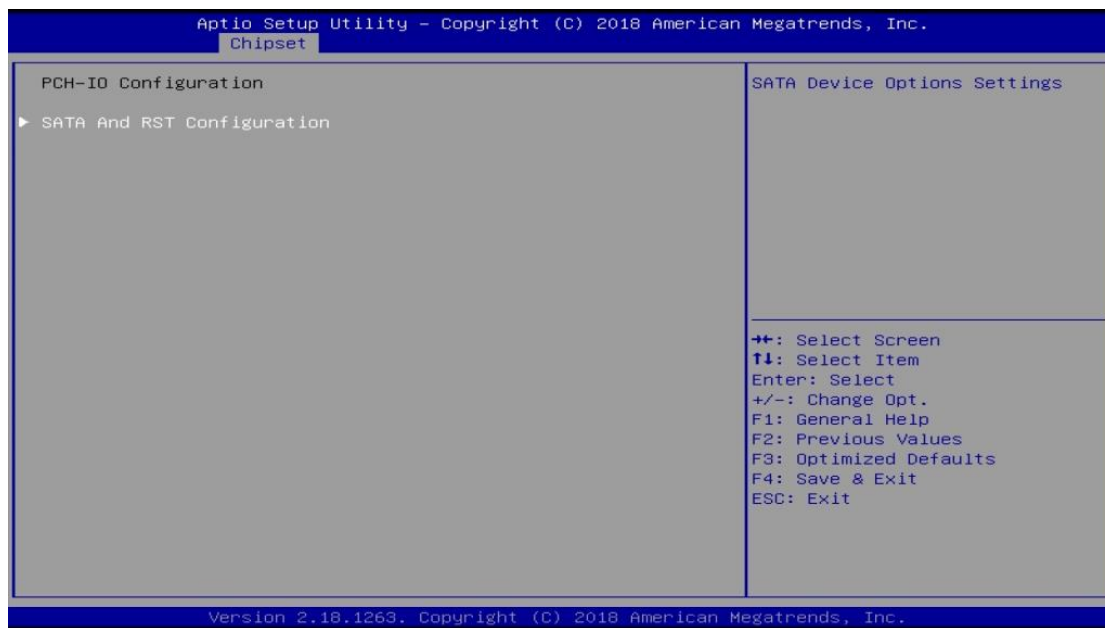 Aptio Setup Utility – Copyright (C) 2018 American Megatrends, Inc.
Chipset
PCH-IO Configuration
► SATA And RST Configuration
SATA Device Options Settings
→←: Select Screen
↑↓: Select Item
Enter: Select
+/-: Change Opt.
F1: General Help
F2: Previous Values
F3: Optimized Defaults
F4: Save & Exit
ESC: Exit
Version 2.18.1263. Copyright (C) 2018 American Megatrends, Inc.